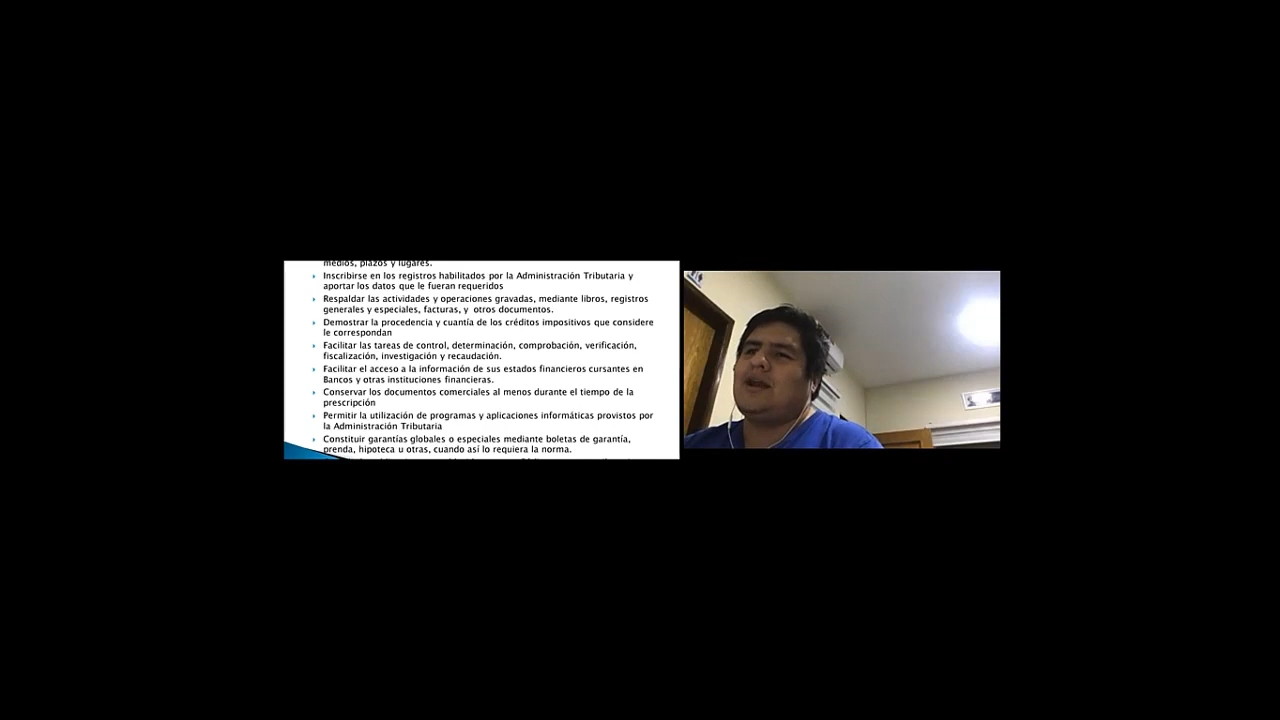 medios, plazos y lugares.
Inscribirse en los registros habilitados por la Administración Tributaria y
aportar los datos que le fueran requeridos
Respaldar las actividades y operaciones gravadas, mediante libros, registros
generales y especiales, facturas, y otros documentos.
Demostrar la procedencia y cuantía de los créditos impositivos que considere
le correspondan
Facilitar las tareas de control, determinación, comprobación, verificación,
fiscalización, investigación y recaudación.
Facilitar el acceso a la información de sus estados financieros cursantes en
Bancos y otras instituciones financieras.
Conservar los documentos comerciales al menos durante el tiempo de la
prescripción
Permitir la utilización de programas y aplicaciones informáticas provistos por
la Administración Tributaria
Constituir garantías globales o especiales mediante boletas de garantía,
prenda, hipoteca u otras, cuando así lo requiera la norma.